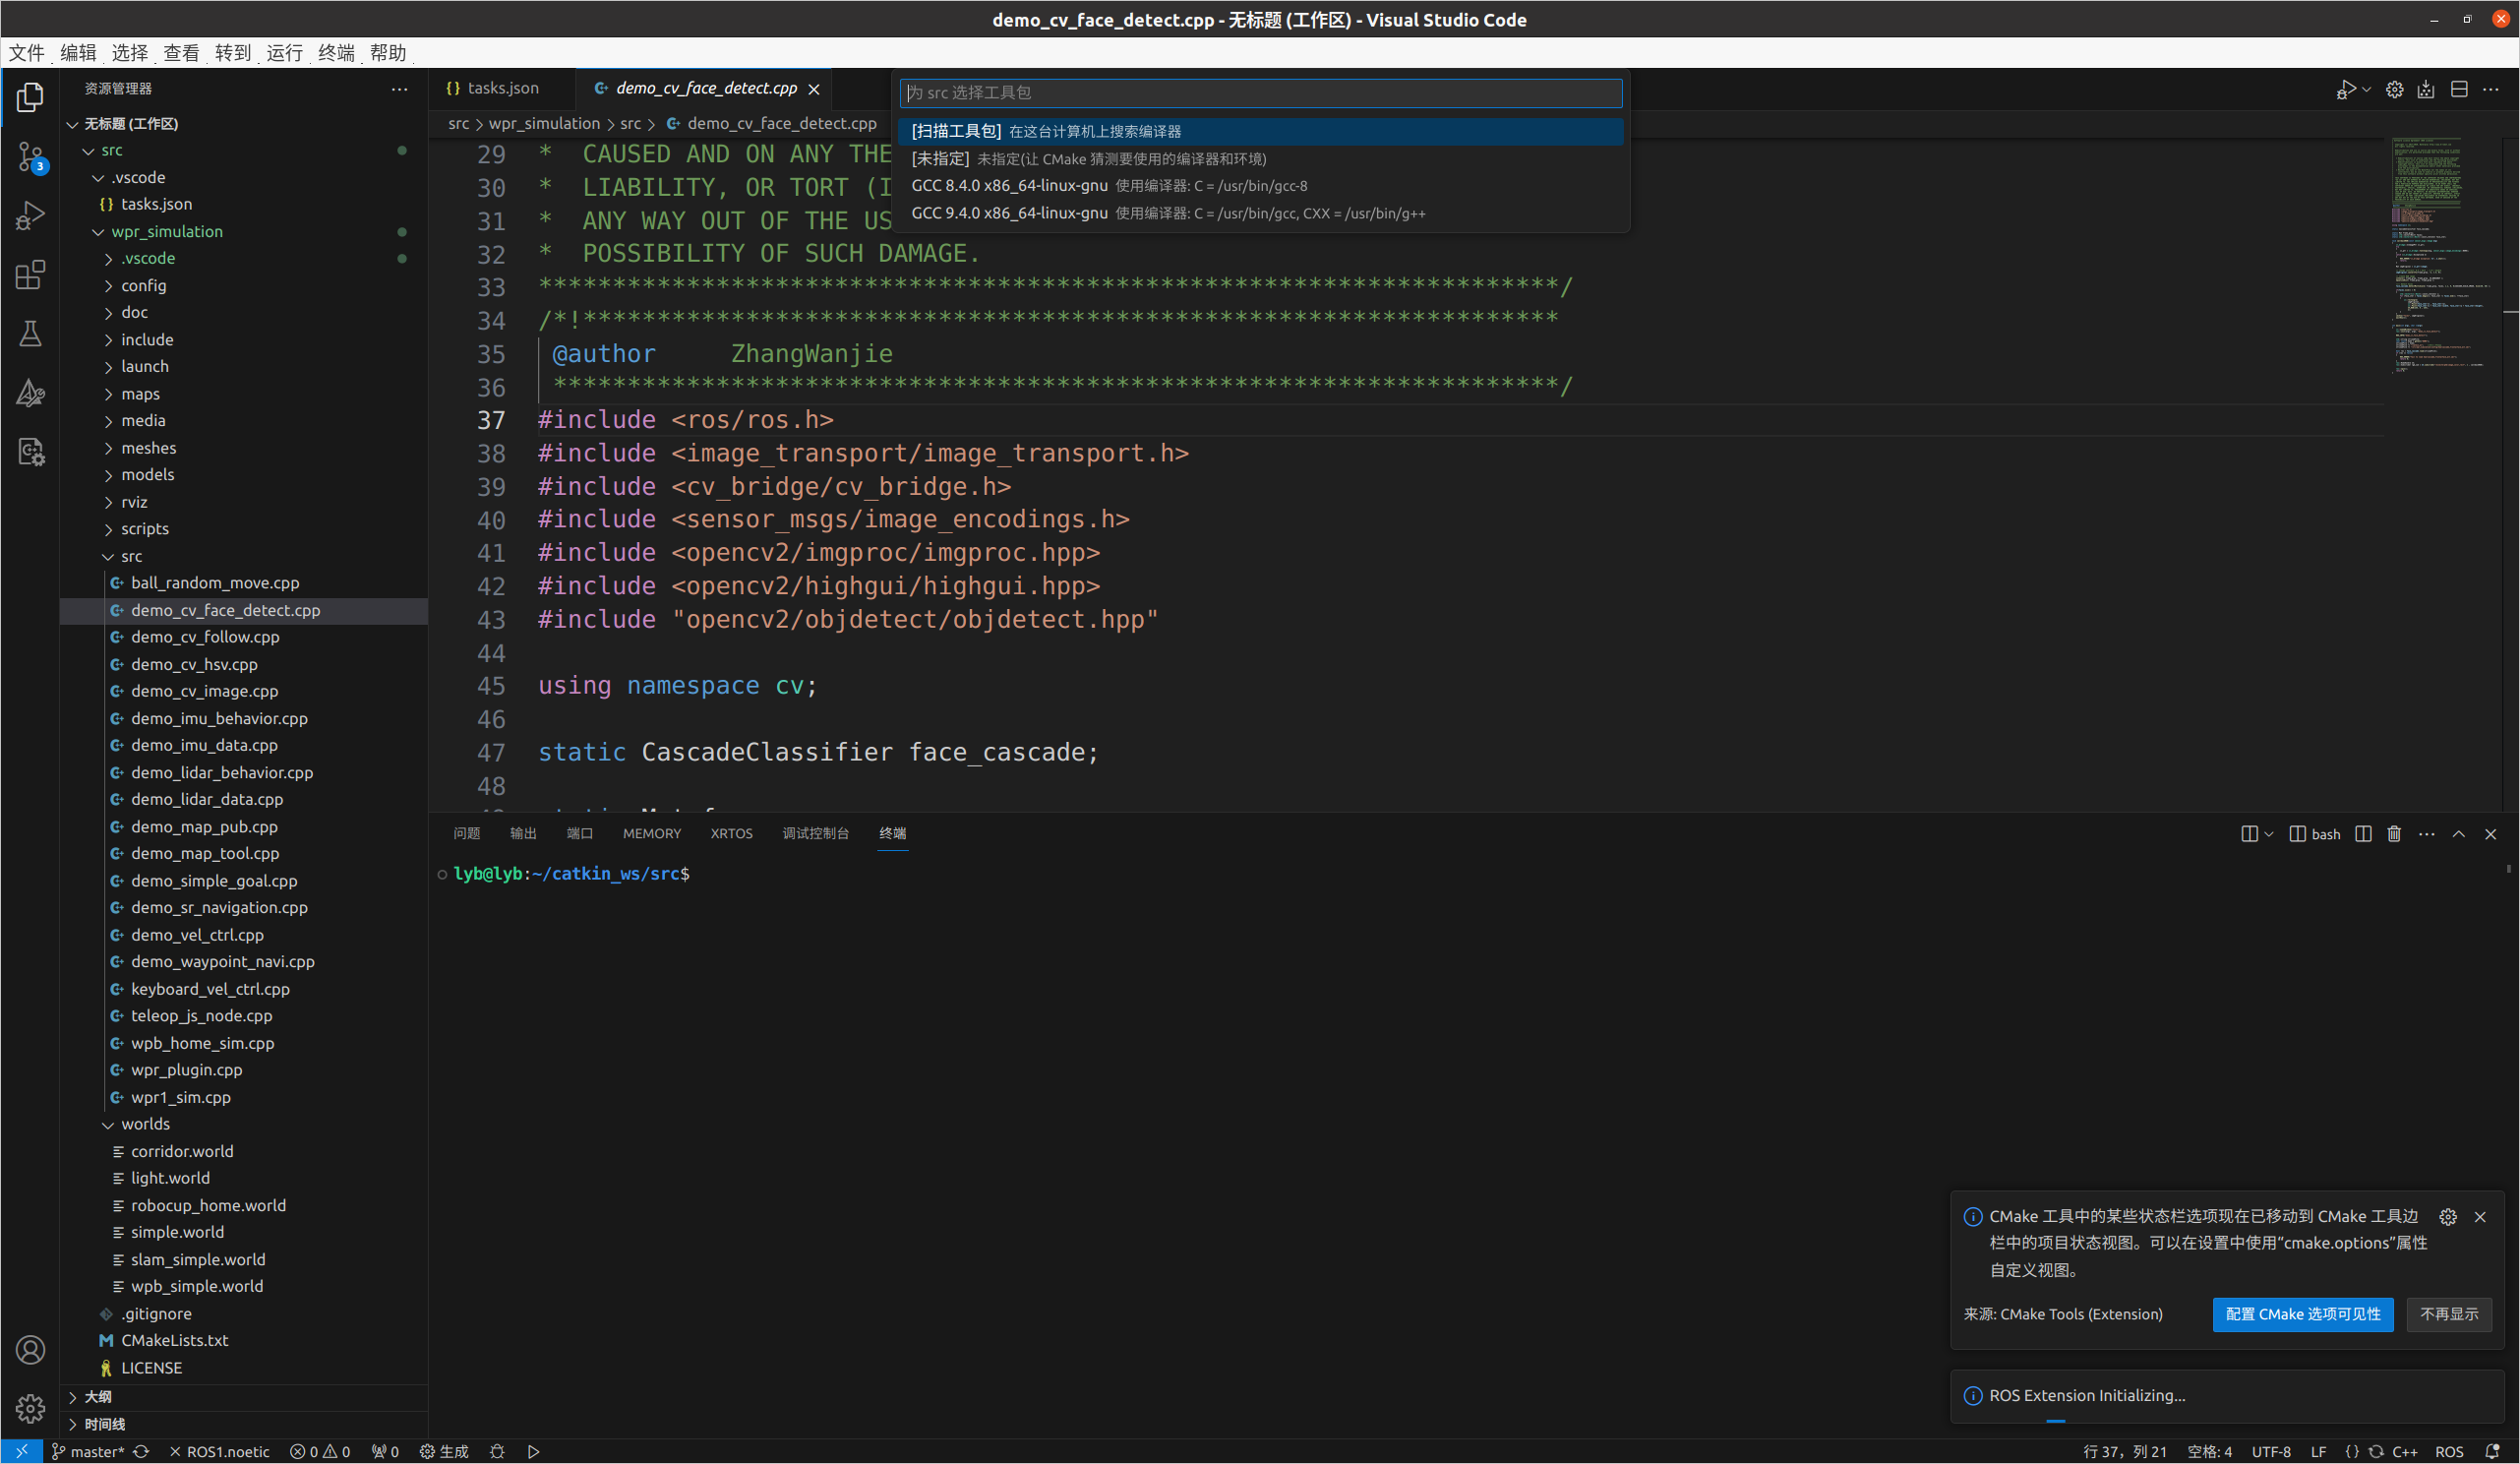 demo_cv_face_detect.cpp - 无标题 (工作区) - Visual Studio Code
文件 编辑 选择 查看 转到 运行 终端 帮助
资源管理器
无标题 (工作区)
src
.vscode
tasks.json
wpr_simulation
.vscode
config
doc
include
launch
maps
media
meshes
models
rviz
scripts
src
ball_random_move.cpp
demo_cv_face_detect.cpp
demo_cv_follow.cpp
demo_cv_hsv.cpp
demo_cv_image.cpp
demo_imu_behavior.cpp
demo_imu_data.cpp
demo_lidar_behavior.cpp
demo_lidar_data.cpp
demo_map_pub.cpp
demo_map_tool.cpp
demo_simple_goal.cpp
demo_sr_navigation.cpp
demo_vel_ctrl.cpp
demo_waypoint_navi.cpp
keyboard_vel_ctrl.cpp
teleop_js_node.cpp
wpb_home_sim.cpp
wpr_plugin.cpp
wpr1_sim.cpp
worlds
corridor.world
light.world
robocup_home.world
simple.world
slam_simple.world
wpb_simple.world
.gitignore
CMakeLists.txt
LICENSE
大纲
时间线
3
tasks.json demo_cv_face_detect.cpp
src > wpr_simulation > src > demo_cv_face_detect.cpp
为 src 选择工具包
[扫描工具包] 在这台计算机上搜索编译器
[未指定] 未指定(让 CMake 猜测要使用的编译器和环境)
GCC 8.4.0 x86_64-linux-gnu 使用编译器: C = /usr/bin/gcc-8
GCC 9.4.0 x86_64-linux-gnu 使用编译器: C = /usr/bin/gcc, CXX = /usr/bin/g++
29 * CAUSED AND ON ANY THE
30 * LIABILITY, OR TORT (I
31 * ANY WAY OUT OF THE US
32 * POSSIBILITY OF SUCH DAMAGE.
33 *********************************************************************/
34 /*!******************************************************************
35 @author ZhangWanjie
36 ********************************************************************/
37 #include <ros/ros.h>
38 #include <image_transport/image_transport.h>
39 #include <cv_bridge/cv_bridge.h>
40 #include <sensor_msgs/image_encodings.h>
41 #include <opencv2/imgproc/imgproc.hpp>
42 #include <opencv2/highgui/highgui.hpp>
43 #include "opencv2/objdetect/objdetect.hpp"
44
45 using namespace cv;
46
47 static CascadeClassifier face_cascade;
48
问题 输出 端口 MEMORY XRTOS 调试控制台 终端
bash
lyb@lyb:~/catkin_ws/src$
CMake 工具中的某些状态栏选项现在已移动到 CMake 工具边
栏中的项目状态视图。可以在设置中使用“cmake.options”属性
自定义视图。
来源: CMake Tools (Extension) 配置 CMake 选项可见性 不再显示
ROS Extension Initializing...
master* ROS1.noetic 0 0 0 生成 行 37，列 21 空格: 4 UTF-8 LF {} C++ ROS